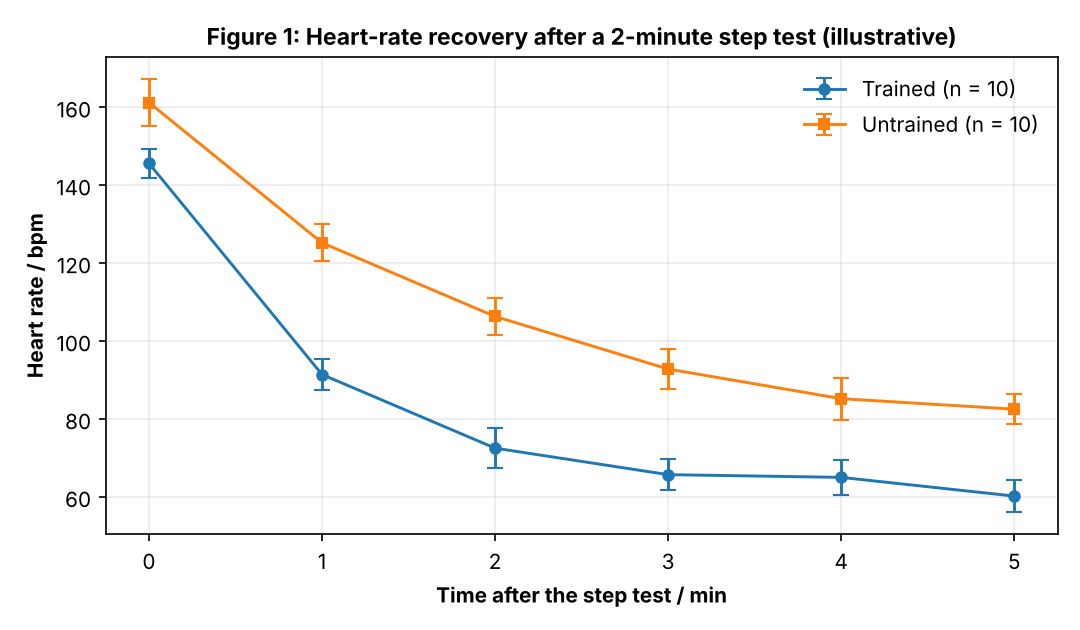 Figure 1: Heart-rate recovery after a 2-minute step test (illustrative)
Trained (n = 10)
Untrained (n = 10)
Heart rate / bpm
160
140
120
100
80
60
0 1 2 3 4 5
Time after the step test / min